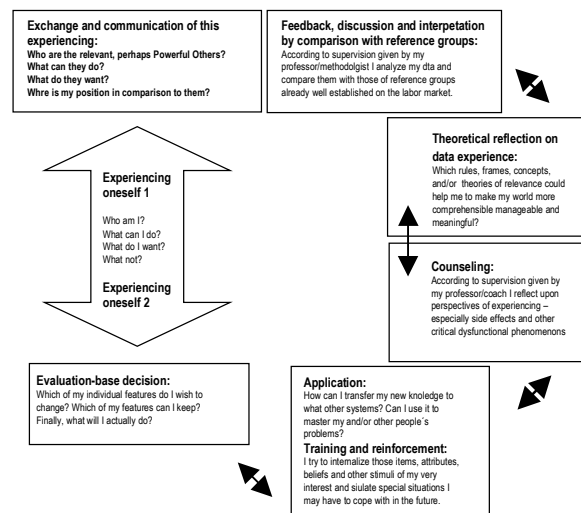 Exchange and communication of this
experiencing:
Who are the relevant, perhaps Powerful Others?
What can they do?
What do they want?
Whre is my position in comparison to them?
Feedback, discussion and interpetation
by comparison with reference groups:
According to supervision given by my
professor/methodolgist I analyze my dta and
compare them with those of reference groups
already well established on the labor market.
Theoretical reflection on
data experience:
Which rules, frames, concepts,
and/or theories of relevance could
help me to make my world more
comprehensible manageable and
meaningful?
Experiencing
oneself 1
Who am I?
What can I do?
What do I want?
What not?
Experiencing
oneself 2
Counseling:
According to supervision given by
my professor/coach I reflect upon
perspectives of experiencing –
especially side effects and other
critical dysfunctional phenomenons
Evaluation-base decision:
Which of my individual features do I wish to
change? Which of my features can I keep?
Finally, what will I actually do?
Application:
How can I transfer my new knoledge to
what other systems? Can I use it to
master my and/or other people´s
problems?
Training and reinforcement:
I try to internalize those items, attributes,
beliefs and other stimuli of my very
interest and siulate special situations I
may have to cope with in the future.